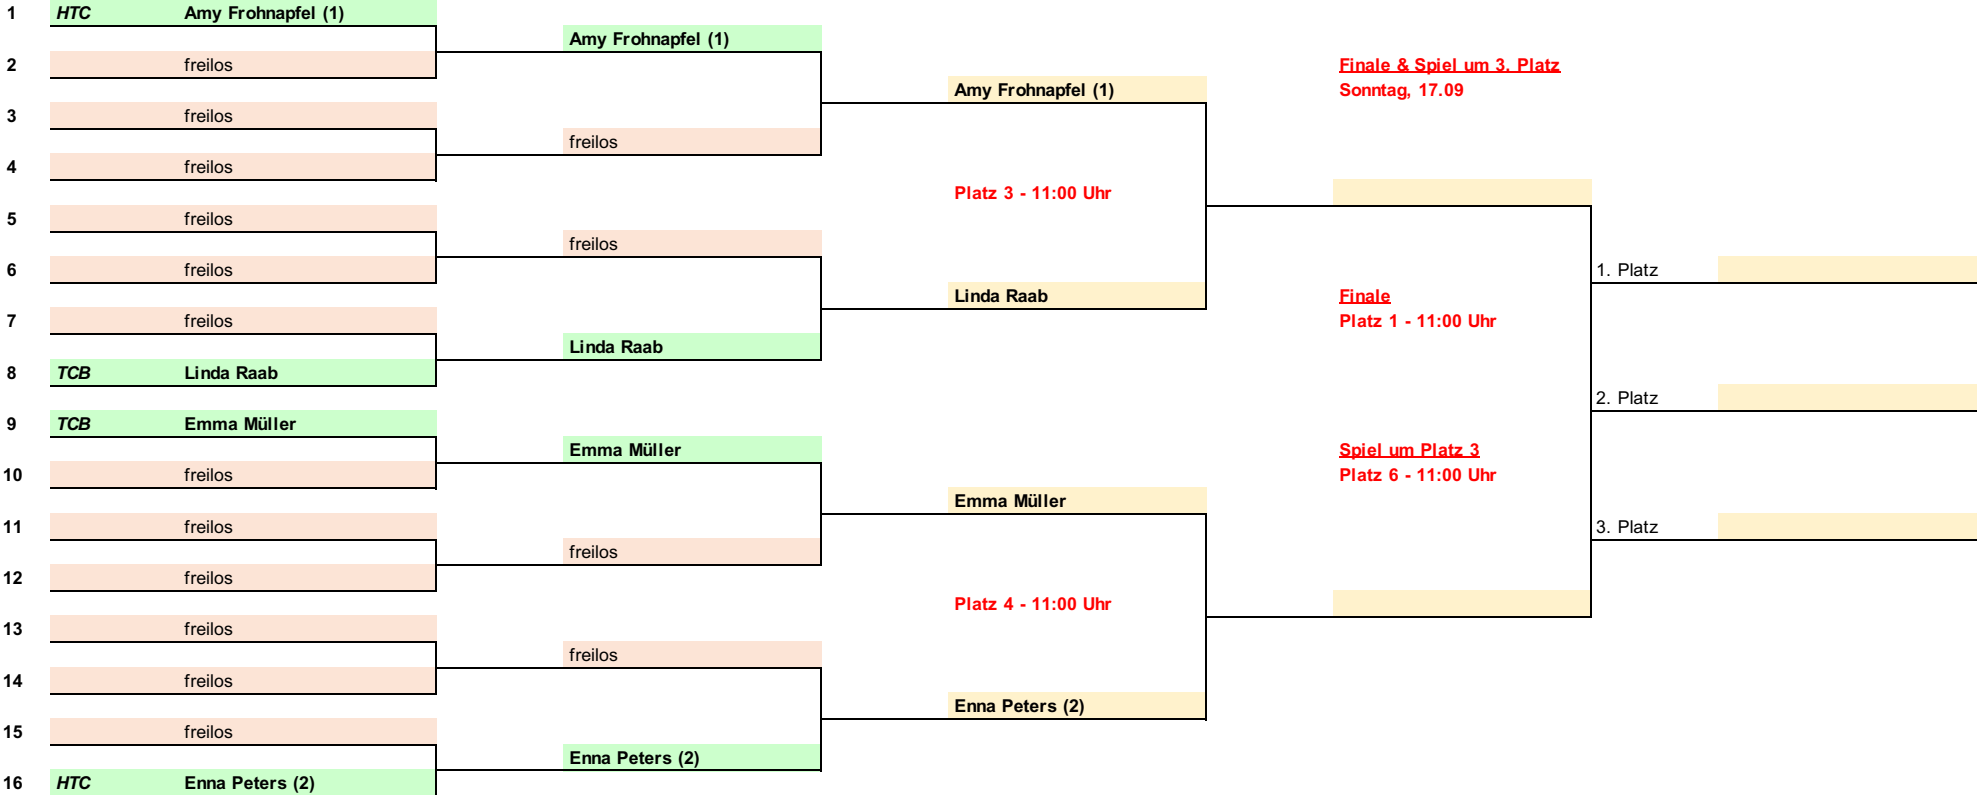 1 HTC Amy Frohnapfel (1)
Amy Frohnapfel (1)
2 freilos
Finale & Spiel um 3. Platz
Amy Frohnapfel (1)
Sonntag, 17.09
3 freilos
freilos
4 freilos
Platz 3 - 11:00 Uhr
5 freilos
freilos
6 freilos
1. Platz
Linda Raab
Finale
7 freilos
Platz 1 - 11:00 Uhr
Linda Raab
8 TCB Linda Raab
2. Platz
9 TCB Emma Müller
Emma Müller
Spiel um Platz 3
10 freilos
Platz 6 - 11:00 Uhr
Emma Müller
11 freilos
3. Platz
freilos
12 freilos
Platz 4 - 11:00 Uhr
13 freilos
freilos
14 freilos
Enna Peters (2)
15 freilos
Enna Peters (2)
16 HTC Enna Peters (2)